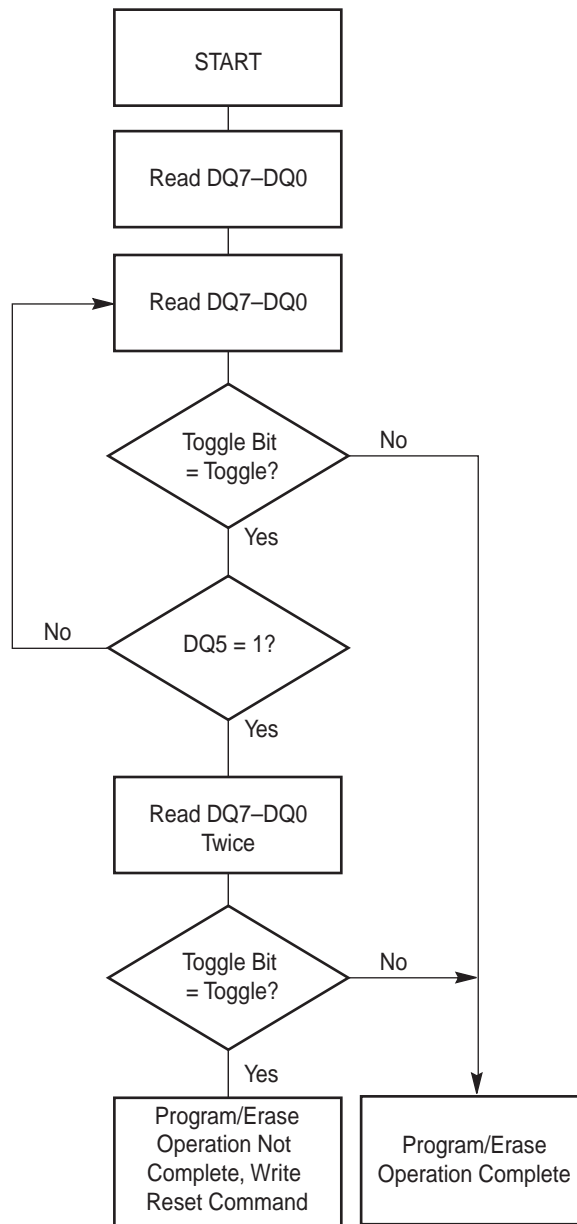 START
Read DQ7–DQ0
Read DQ7–DQ0
Toggle Bit
= Toggle?
No
Yes
DQ5 = 1?
No
Yes
Read DQ7–DQ0
Twice
Toggle Bit
= Toggle?
No
Yes
Program/Erase
Operation Not
Complete, Write
Reset Command
Program/Erase
Operation Complete